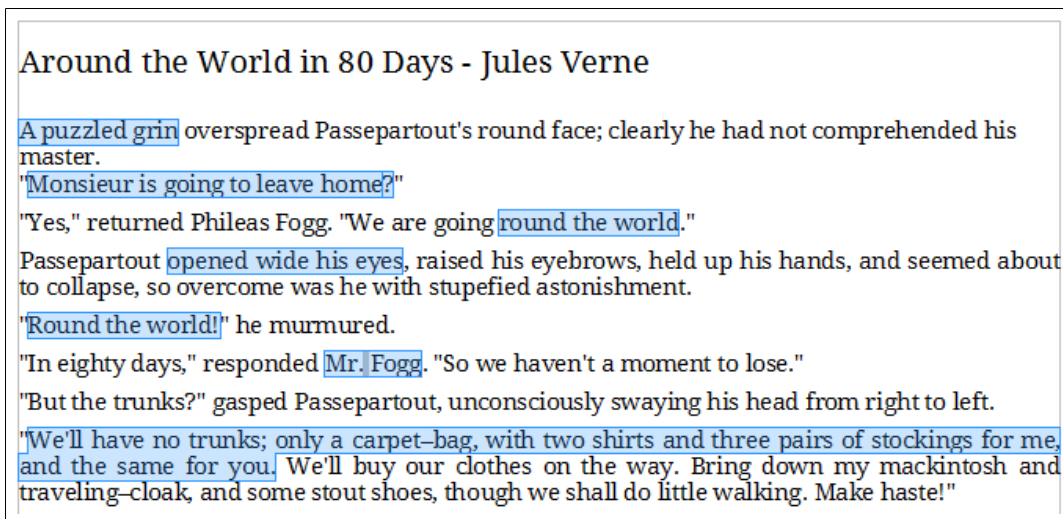 Around the World in 80 Days - Jules Verne
A puzzled grin overspread Passepartout's round face; clearly he had not comprehended his
master.
"Monsieur is going to leave home?"
"Yes," returned Phileas Fogg. "We are going round the world."
Passepartout opened wide his eyes, raised his eyebrows, held up his hands, and seemed about
to collapse, so overcome was he with stupefied astonishment.
"Round the world!" he murmured.
"In eighty days," responded Mr. Fogg. "So we haven't a moment to lose."
"But the trunks?" gasped Passepartout, unconsciously swaying his head from right to left.
"We'll have no trunks; only a carpet–bag, with two shirts and three pairs of stockings for me,
and the same for you. We'll buy our clothes on the way. Bring down my mackintosh and
traveling–cloak, and some stout shoes, though we shall do little walking. Make haste!"